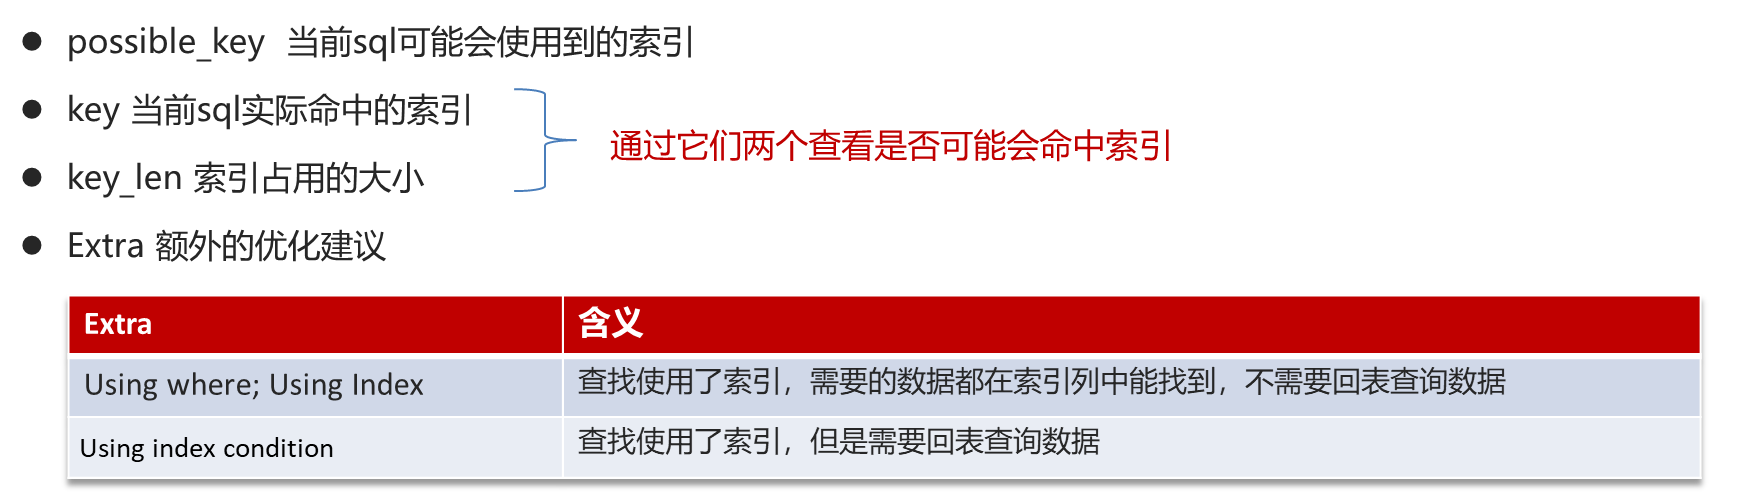 ● possible_key 当前sql可能会使用到的索引
● key 当前sql实际命中的索引
通过它们两个查看是否可能会命中索引
● key_len 索引占用的大小
● Extra 额外的优化建议
Extra 含义
Using where; Using Index 查找使用了索引，需要的数据都在索引列中能找到，不需要回表查询数据
Using index condition 查找使用了索引，但是需要回表查询数据